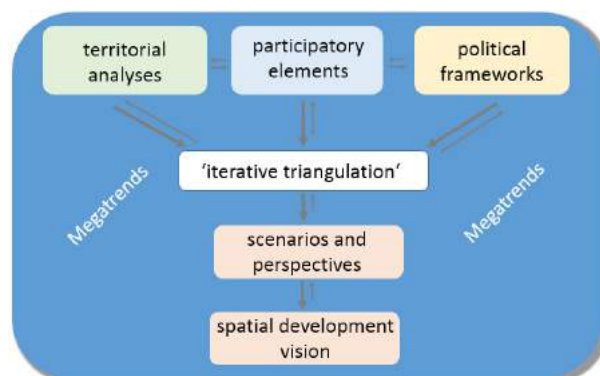 territorial
analyses
participatory
elements
political
frameworks
‘iterative triangulation‘
Megatrends
Megatrends
scenarios and
perspectives
spatial development
vision